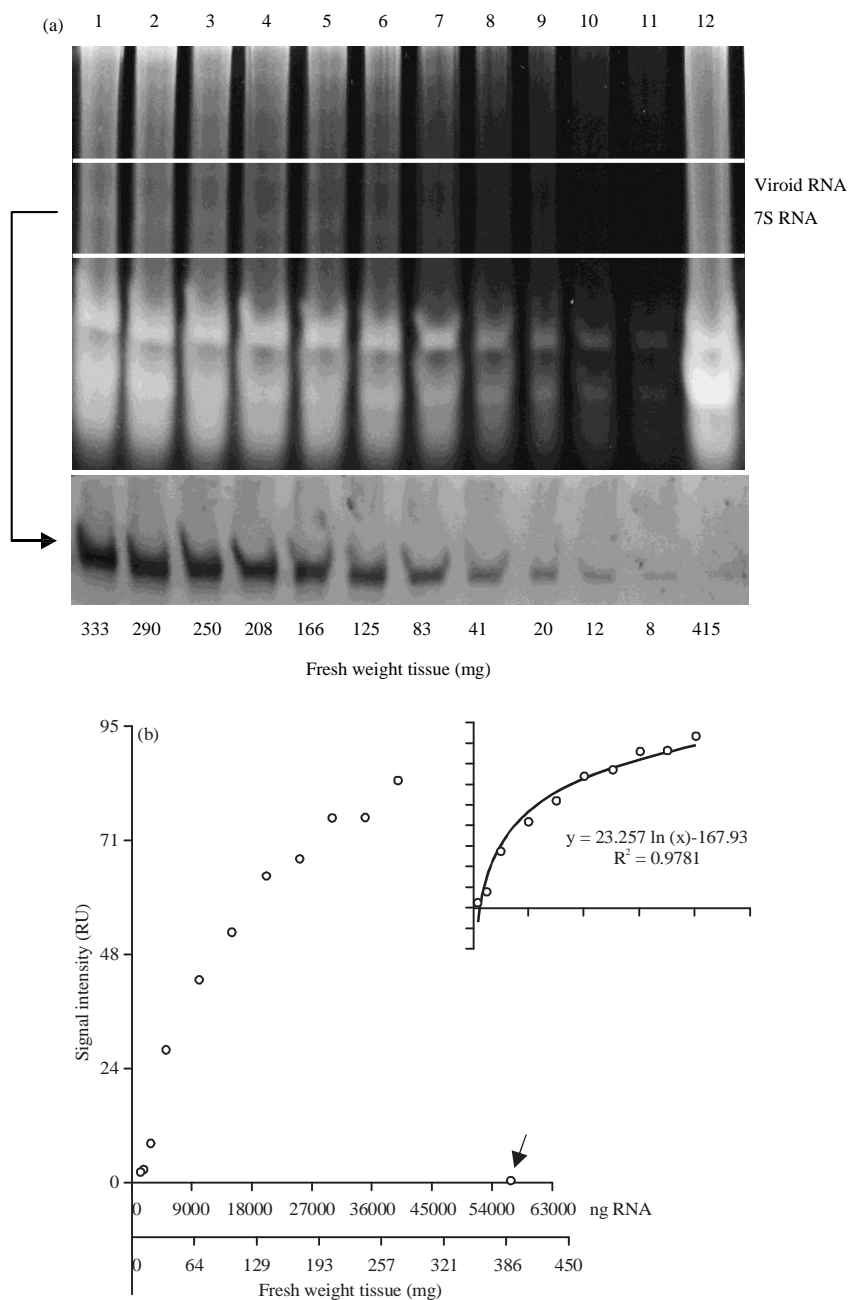 (a) 1 2 3 4 5 6 7 8 9 10 11 12
Viroid RNA
7S RNA
333 290 250 208 166 125 83 41 20 12 8 415
Fresh weight tissue (mg)
(b)
95
71
48
24
0
Signal intensity (RU)
y = 23.257 ln (x)-167.93
R² = 0.9781
0 9000 18000 27000 36000 45000 54000 63000 ng RNA
0 64 129 193 257 321 386 450
Fresh weight tissue (mg)